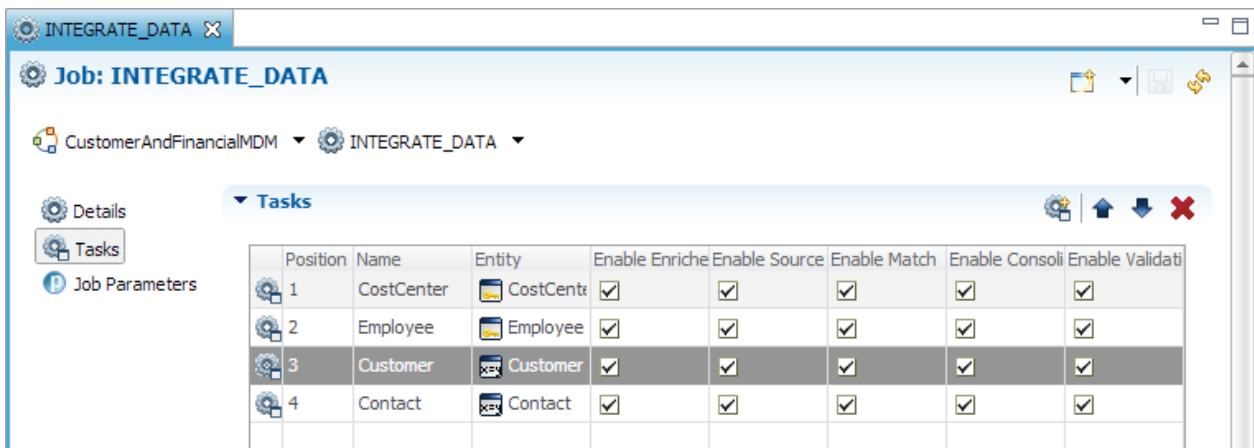 INTEGRATE_DATA
Job: INTEGRATE_DATA
CustomerAndFinancialMDM INTEGRATE_DATA
Details
Tasks
Job Parameters
Tasks
Position Name Entity Enable Enriche Enable Source Enable Match Enable Consoli Enable Validati
1 CostCenter CostCente
2 Employee Employee
3 Customer x=y Customer
4 Contact x=y Contact